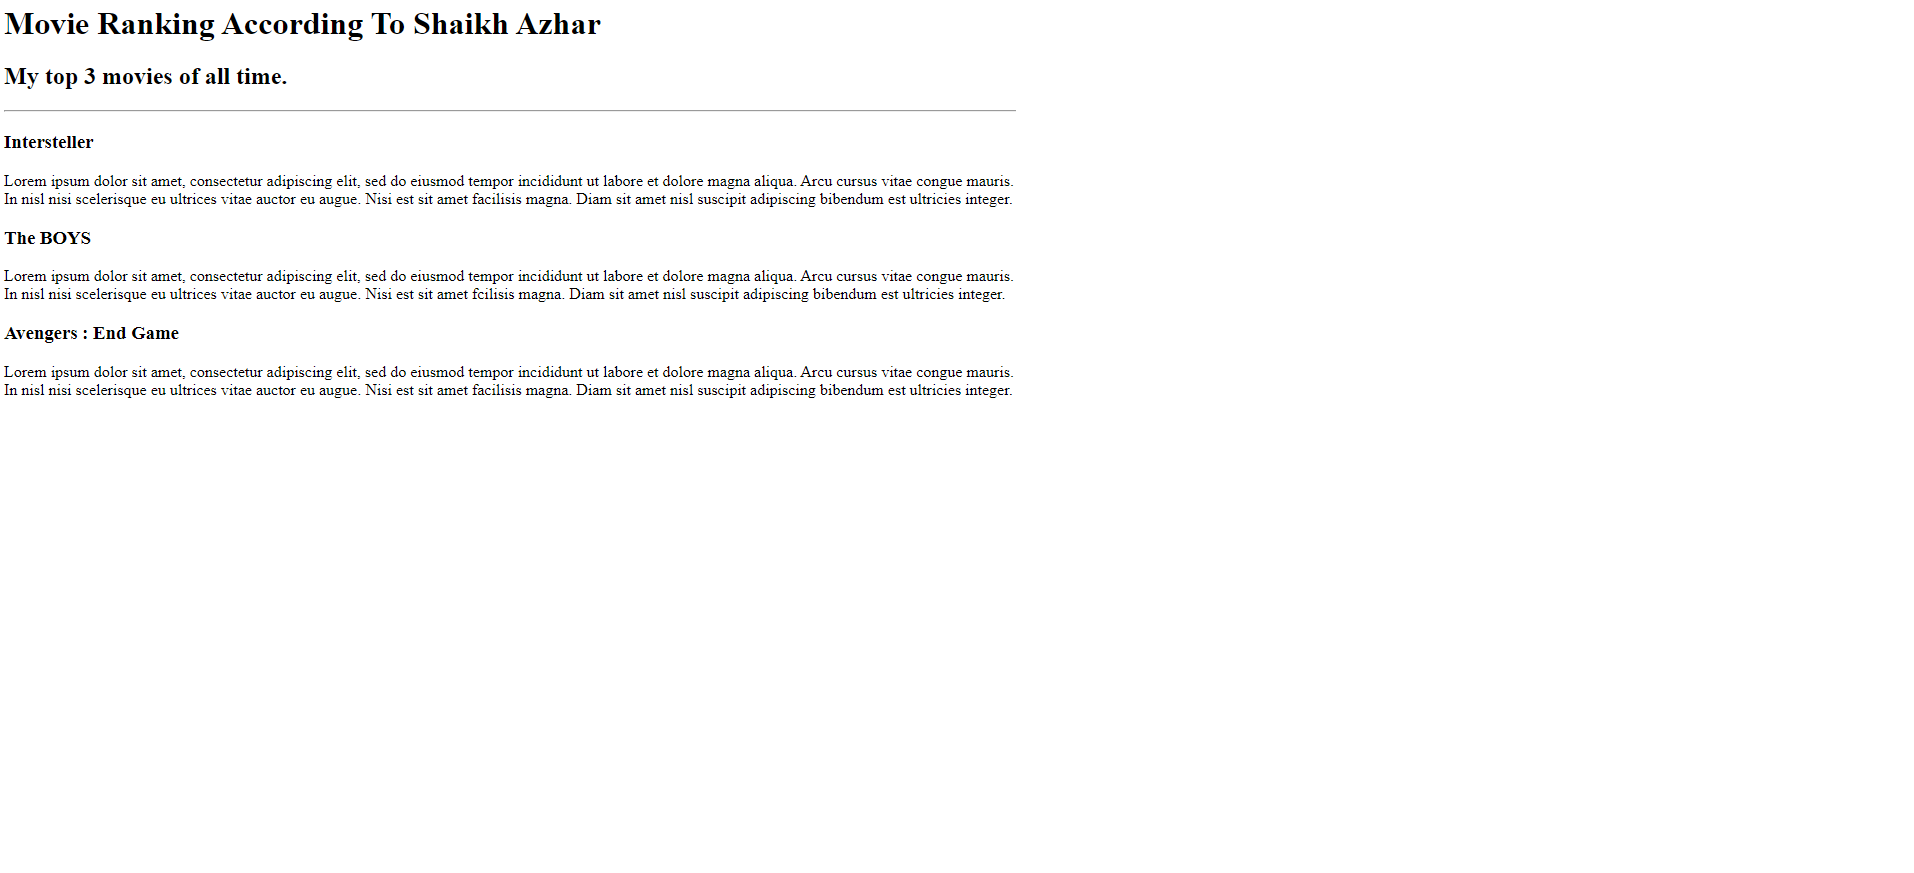 Movie Ranking According To Shaikh Azhar
My top 3 movies of all time.
Intersteller
Lorem ipsum dolor sit amet, consectetur adipiscing elit, sed do eiusmod tempor incididunt ut labore et dolore magna aliqua. Arcu cursus vitae congue mauris.
In nisl nisi scelerisque eu ultrices vitae auctor eu augue. Nisi est sit amet facilisis magna. Diam sit amet nisl suscipit adipiscing bibendum est ultricies integer.
The BOYS
Lorem ipsum dolor sit amet, consectetur adipiscing elit, sed do eiusmod tempor incididunt ut labore et dolore magna aliqua. Arcu cursus vitae congue mauris.
In nisl nisi scelerisque eu ultrices vitae auctor eu augue. Nisi est sit amet fcilisis magna. Diam sit amet nisl suscipit adipiscing bibendum est ultricies integer.
Avengers : End Game
Lorem ipsum dolor sit amet, consectetur adipiscing elit, sed do eiusmod tempor incididunt ut labore et dolore magna aliqua. Arcu cursus vitae congue mauris.
In nisl nisi scelerisque eu ultrices vitae auctor eu augue. Nisi est sit amet facilisis magna. Diam sit amet nisl suscipit adipiscing bibendum est ultricies integer.